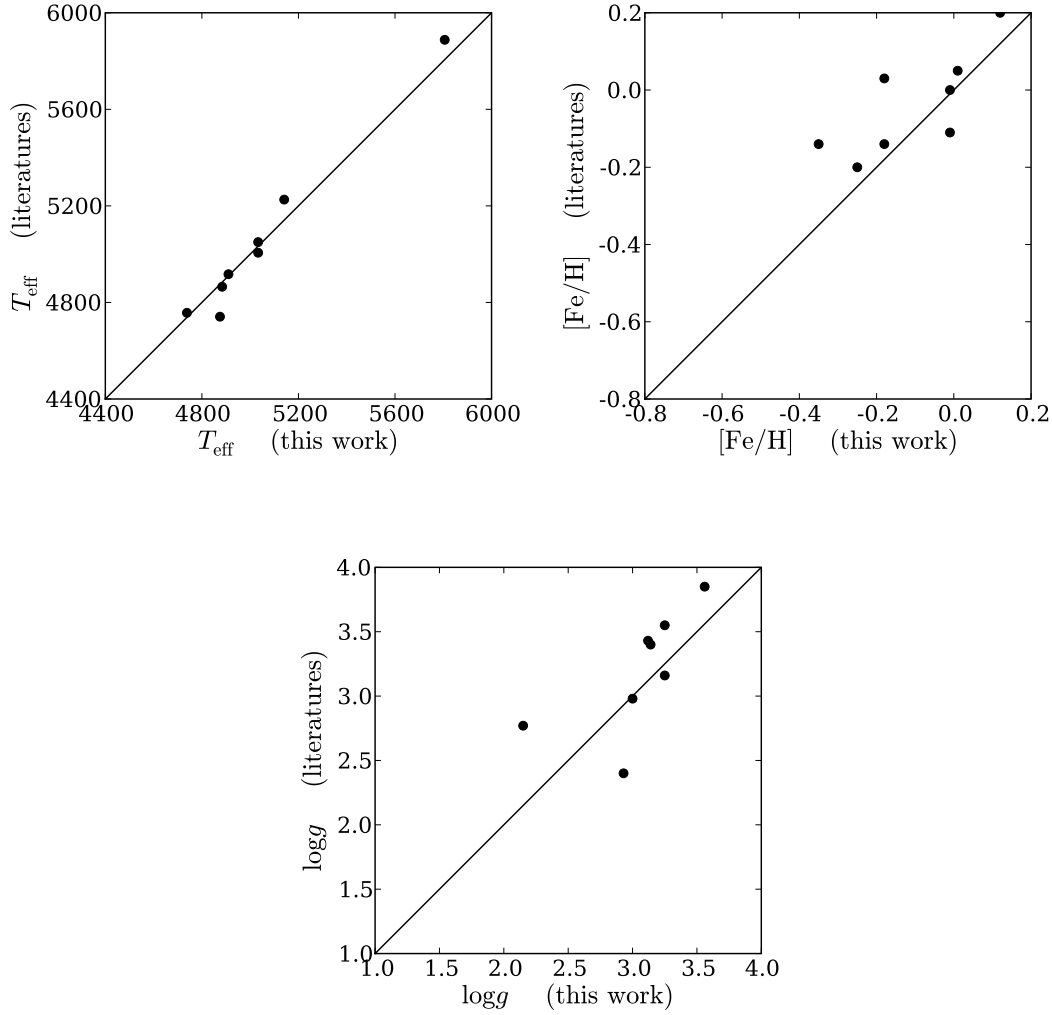 6000
5600
5200
4800
4400
T_eff (literatures)
4400 4800 5200 5600 6000
T_eff (this work)
0.2
0.0
-0.2
-0.4
-0.6
-0.8
[Fe/H] (literatures)
-0.8 -0.6 -0.4 -0.2 0.0 0.2
[Fe/H] (this work)
4.0
3.5
3.0
2.5
2.0
1.5
1.0
logg (literatures)
1.0 1.5 2.0 2.5 3.0 3.5 4.0
logg (this work)